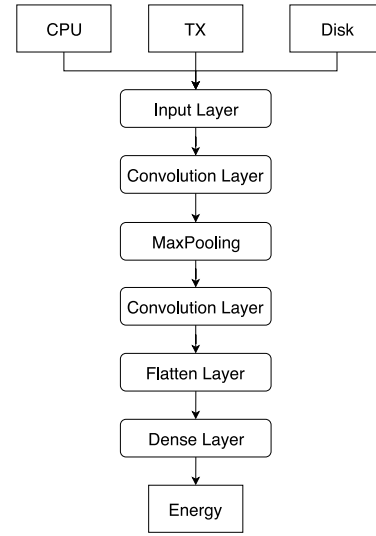 CPU
TX
Disk
Input Layer
Convolution Layer
MaxPooling
Convolution Layer
Flatten Layer
Dense Layer
Energy